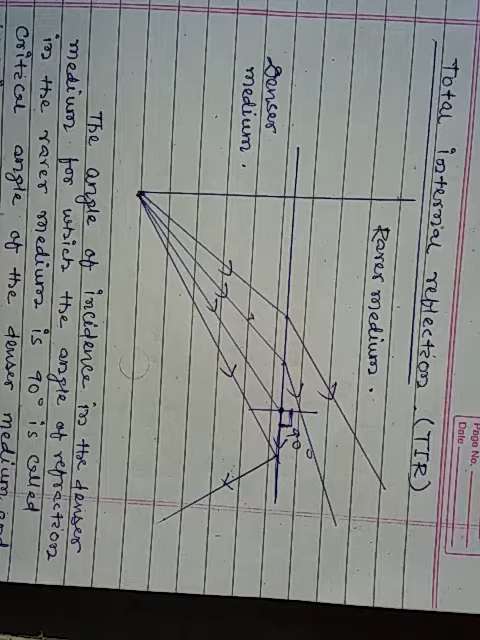 Page No.
Date
Total internal reflection. (TIR)
Rarer medium.
Denser
medium.
90°
The angle of incidence in the denser
medium for which the angle of refraction
in the rarer medium is 90° is called
Critical angle of the denser medium, and